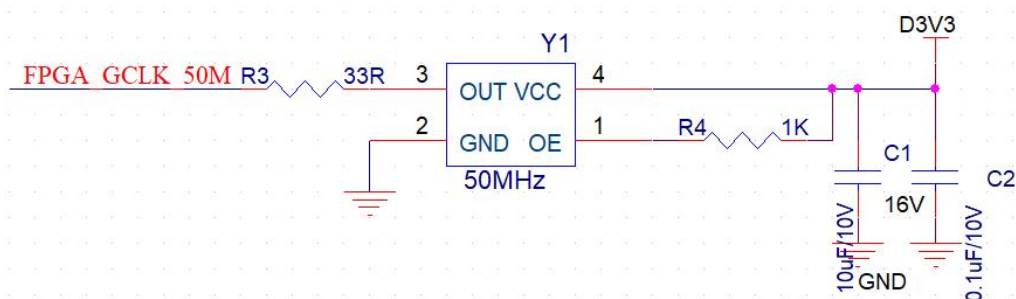 D3V3
Y1
FPGA_GCLK_50M R3 33R 3 4
OUT VCC
2 1 R4 1K
GND OE
50MHz
C1
C2
16V
10uF/10V
0.1uF/10V
GND